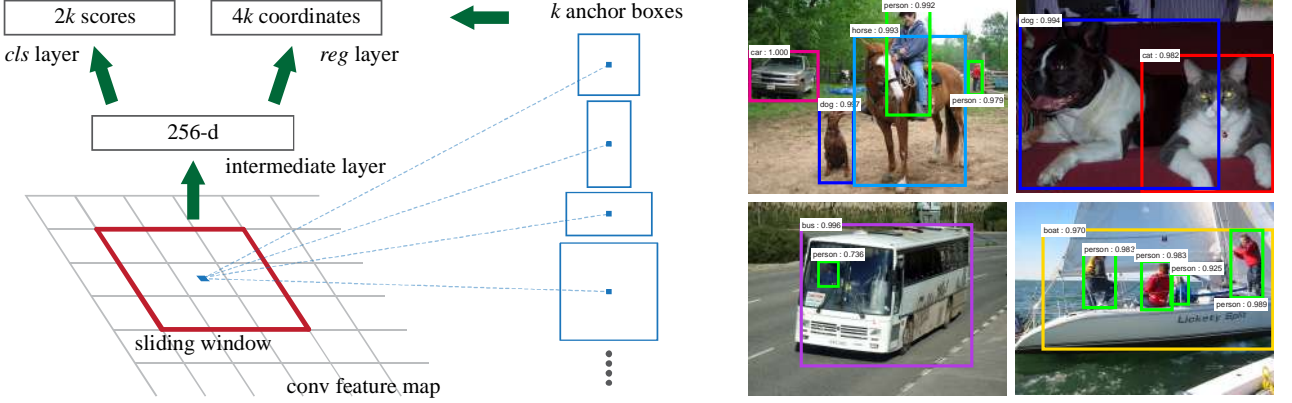 2k scores
4k coordinates
k anchor boxes
cls layer
reg layer
256-d
intermediate layer
sliding window
conv feature map
person : 0.992
horse : 0.993
car : 1.000
dog : 0.997
person : 0.979
dog : 0.994
cat : 0.982
bus : 0.996
person : 0.736
boat : 0.970
person : 0.983
person : 0.983
person : 0.925
person : 0.989
Lickety Split